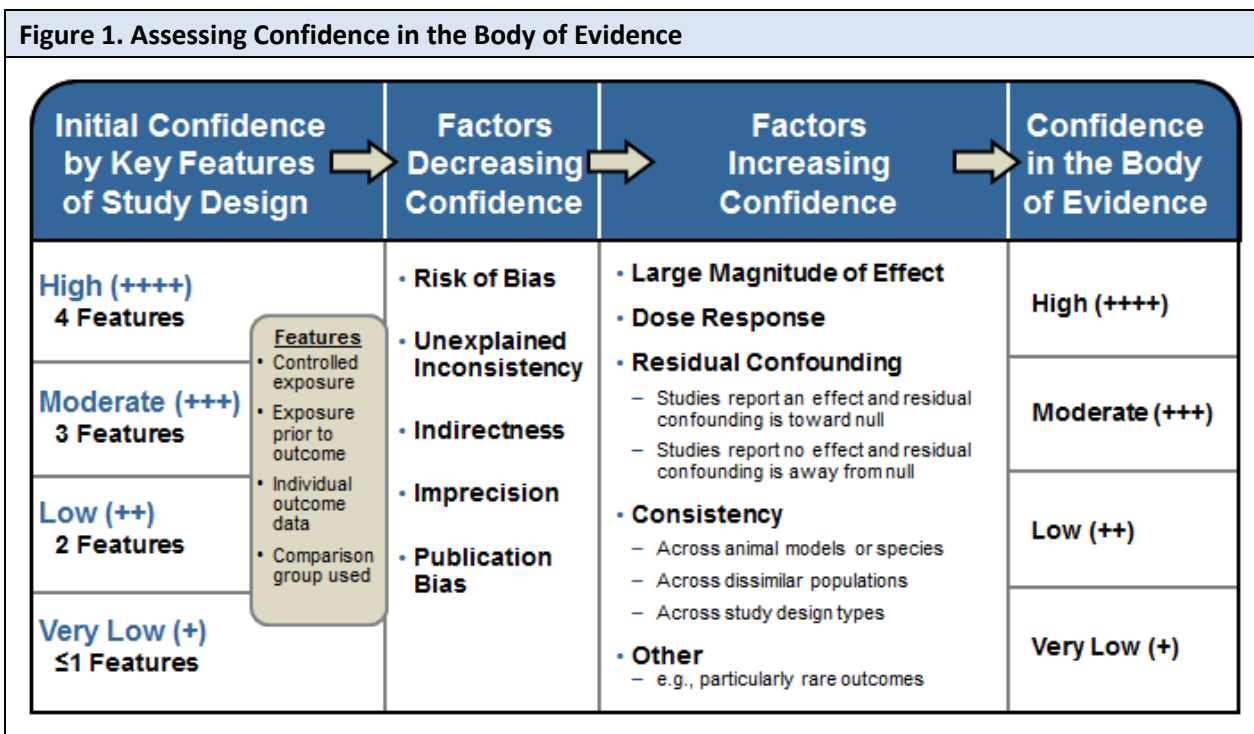 Figure 1. Assessing Confidence in the Body of Evidence
Initial Confidence
by Key Features
of Study Design
Factors
Decreasing
Confidence
Factors
Increasing
Confidence
Confidence
in the Body
of Evidence
High (++++)
4 Features
Moderate (+++)
3 Features
Low (++)
2 Features
Very Low (+)
≤1 Features
Features
• Controlled
exposure
• Exposure
prior to
outcome
• Individual
outcome
data
• Comparison
group used
• Risk of Bias
• Unexplained
Inconsistency
• Indirectness
• Imprecision
• Publication
Bias
• Large Magnitude of Effect
• Dose Response
• Residual Confounding
– Studies report an effect and residual
confounding is toward null
– Studies report no effect and residual
confounding is away from null
• Consistency
– Across animal models or species
– Across dissimilar populations
– Across study design types
• Other
– e.g., particularly rare outcomes
High (++++)
Moderate (+++)
Low (++)
Very Low (+)